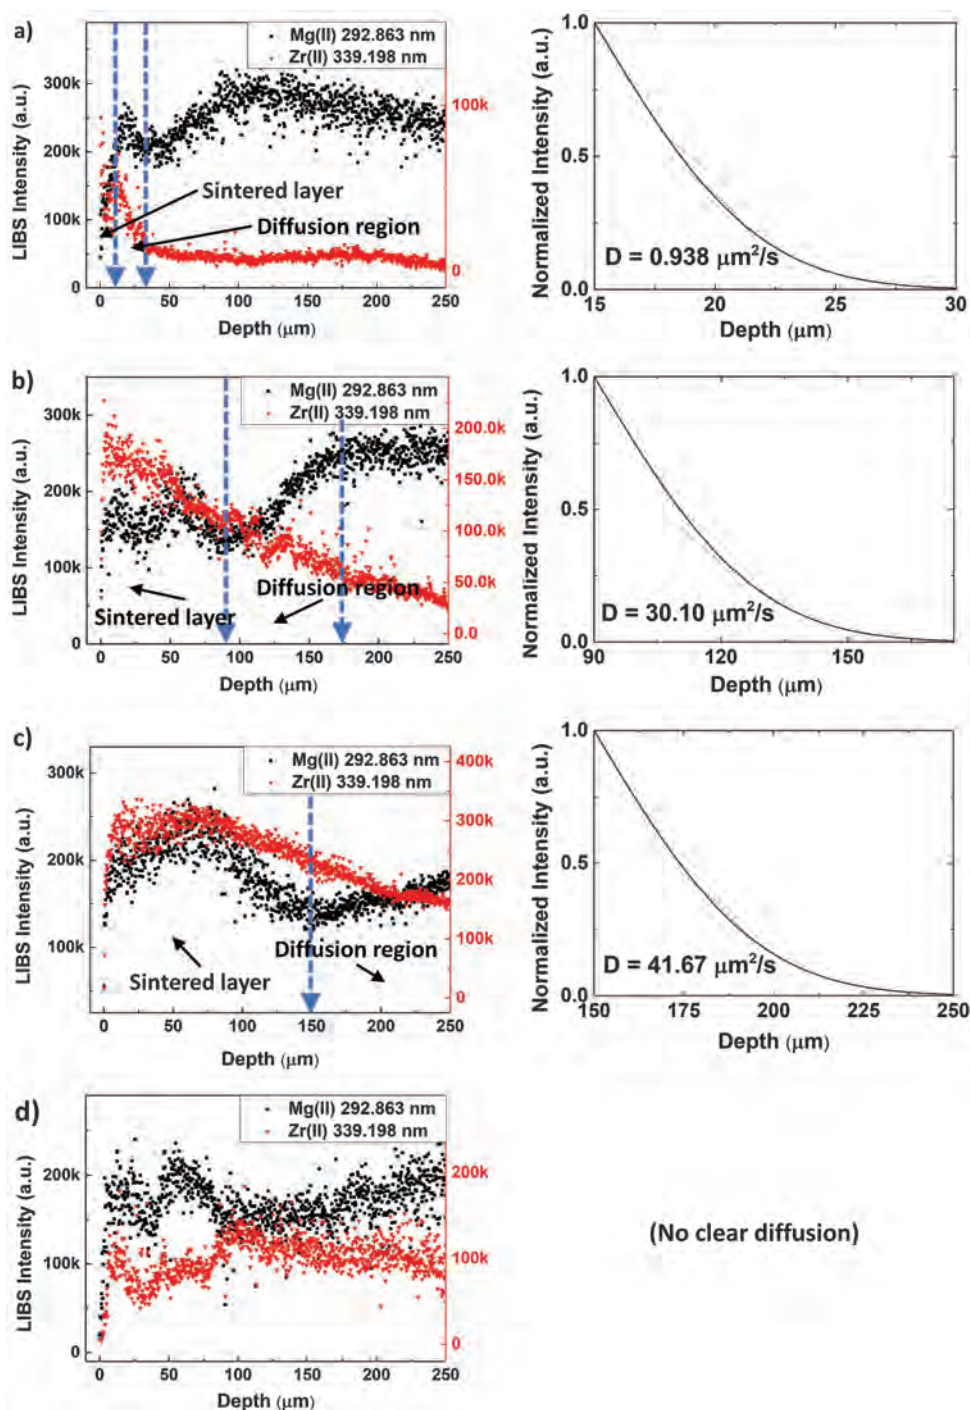 a)
Mg(II) 292.863 nm
Zr(II) 339.198 nm
LIBS Intensity (a.u.)
300k
200k
100k
0
100k
0
Sintered layer
Diffusion region
0 50 100 150 200 250
Depth (μm)
Normalized Intensity (a.u.)
1.0
0.5
0.0
D = 0.938 μm²/s
15 20 25 30
Depth (μm)
b)
Mg(II) 292.863 nm
Zr(II) 339.198 nm
LIBS Intensity (a.u.)
300k
200k
100k
0
200.0k
150.0k
100.0k
50.0k
0.0
Diffusion region
Sintered layer
0 50 100 150 200 250
Depth (μm)
Normalized Intensity (a.u.)
1.0
0.5
0.0
D = 30.10 μm²/s
90 120 150
Depth (μm)
c)
Mg(II) 292.863 nm
Zr(II) 339.198 nm
LIBS Intensity (a.u.)
300k
200k
100k
400k
300k
200k
100k
0
Diffusion region
Sintered layer
0 50 100 150 200 250
Depth (μm)
Normalized Intensity (a.u.)
1.0
0.5
0.0
D = 41.67 μm²/s
150 175 200 225 250
Depth (μm)
d)
Mg(II) 292.863 nm
Zr(II) 339.198 nm
LIBS Intensity (a.u.)
200k
100k
0
200k
100k
0
0 50 100 150 200 250
Depth (μm)
(No clear diffusion)